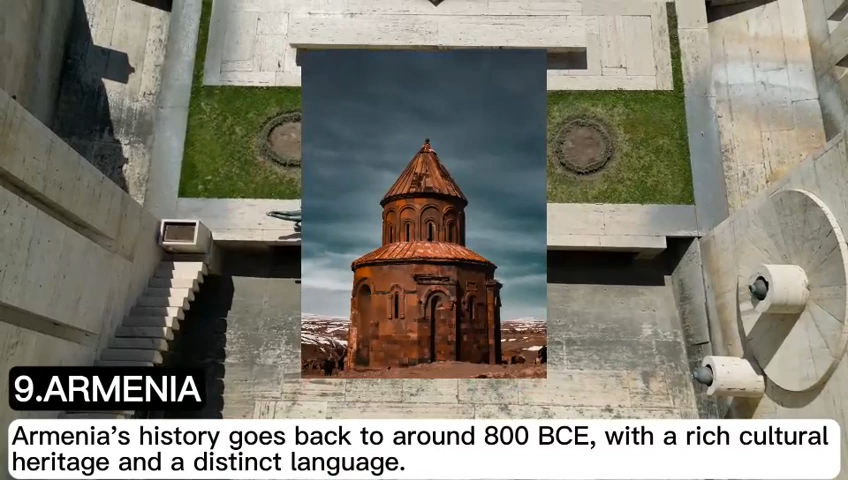 9.ARMENIA
Armenia's history goes back to around 800 BCE, with a rich cultural
heritage and a distinct language.